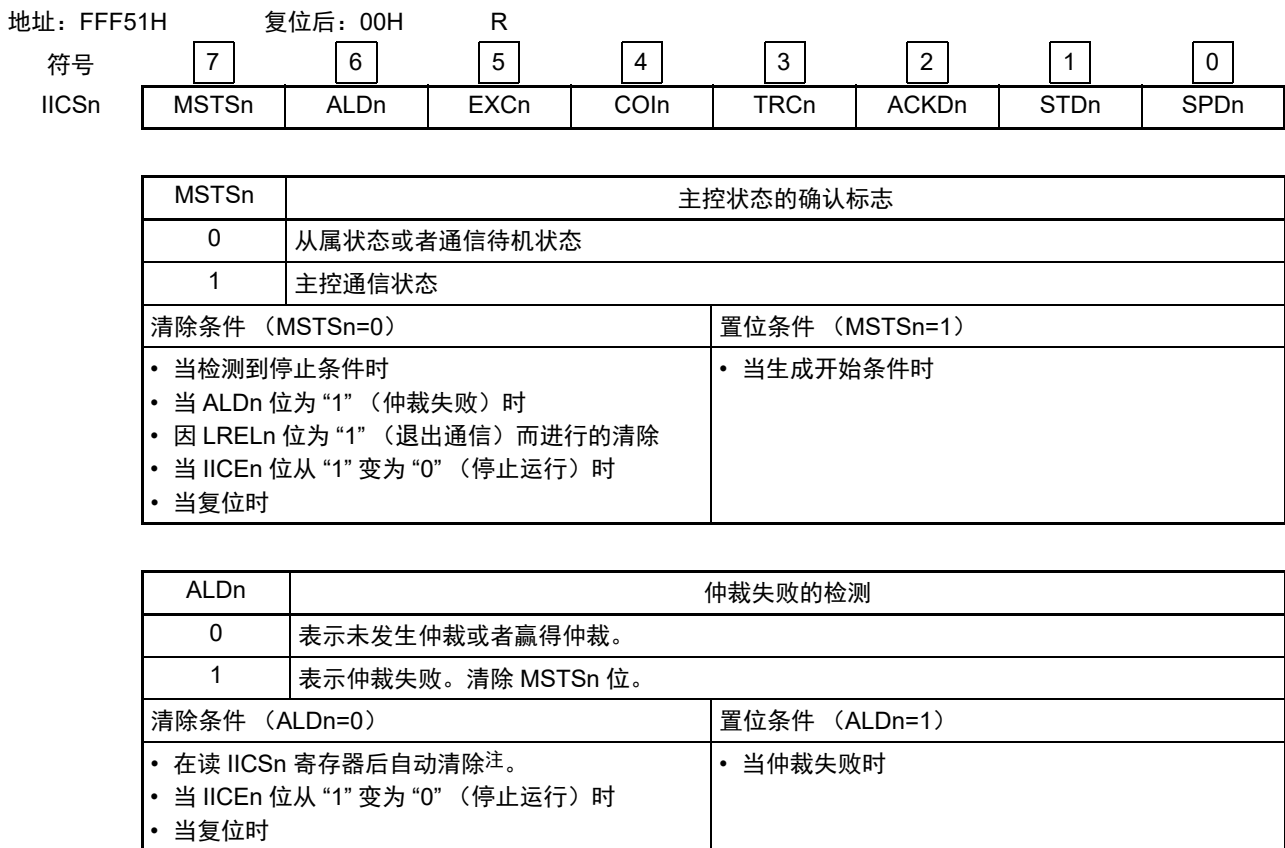 地址：FFF51H 复位后：00H R
符号 7 6 5 4 3 2 1 0
IICSn MSTSn ALDn EXCn COIn TRCn ACKDn STDn SPDn
MSTSn 主控状态的确认标志
0 从属状态或者通信待机状态
1 主控通信状态
清除条件 （MSTSn=0） 置位条件 （MSTSn=1）
• 当检测到停止条件时 • 当生成开始条件时
• 当 ALDn 位为 “1” （仲裁失败）时
• 因 LRELn 位为 “1” （退出通信）而进行的清除
• 当 IICEn 位从 “1” 变为 “0” （停止运行）时
• 当复位时
ALDn 仲裁失败的检测
0 表示未发生仲裁或者赢得仲裁。
1 表示仲裁失败。清除 MSTSn 位。
清除条件 （ALDn=0） 置位条件 （ALDn=1）
• 在读 IICSn 寄存器后自动清除注。 • 当仲裁失败时
• 当 IICEn 位从 “1” 变为 “0” （停止运行）时
• 当复位时